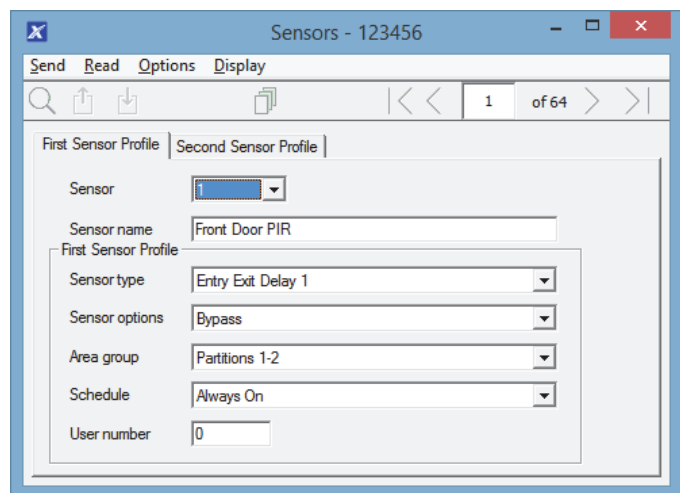 Sensors - 123456
Send Read Options Display
1 of 64
First Sensor Profile Second Sensor Profile
Sensor 1
Sensor name Front Door PIR
First Sensor Profile
Sensor type Entry Exit Delay 1
Sensor options Bypass
Area group Partitions 1-2
Schedule Always On
User number 0